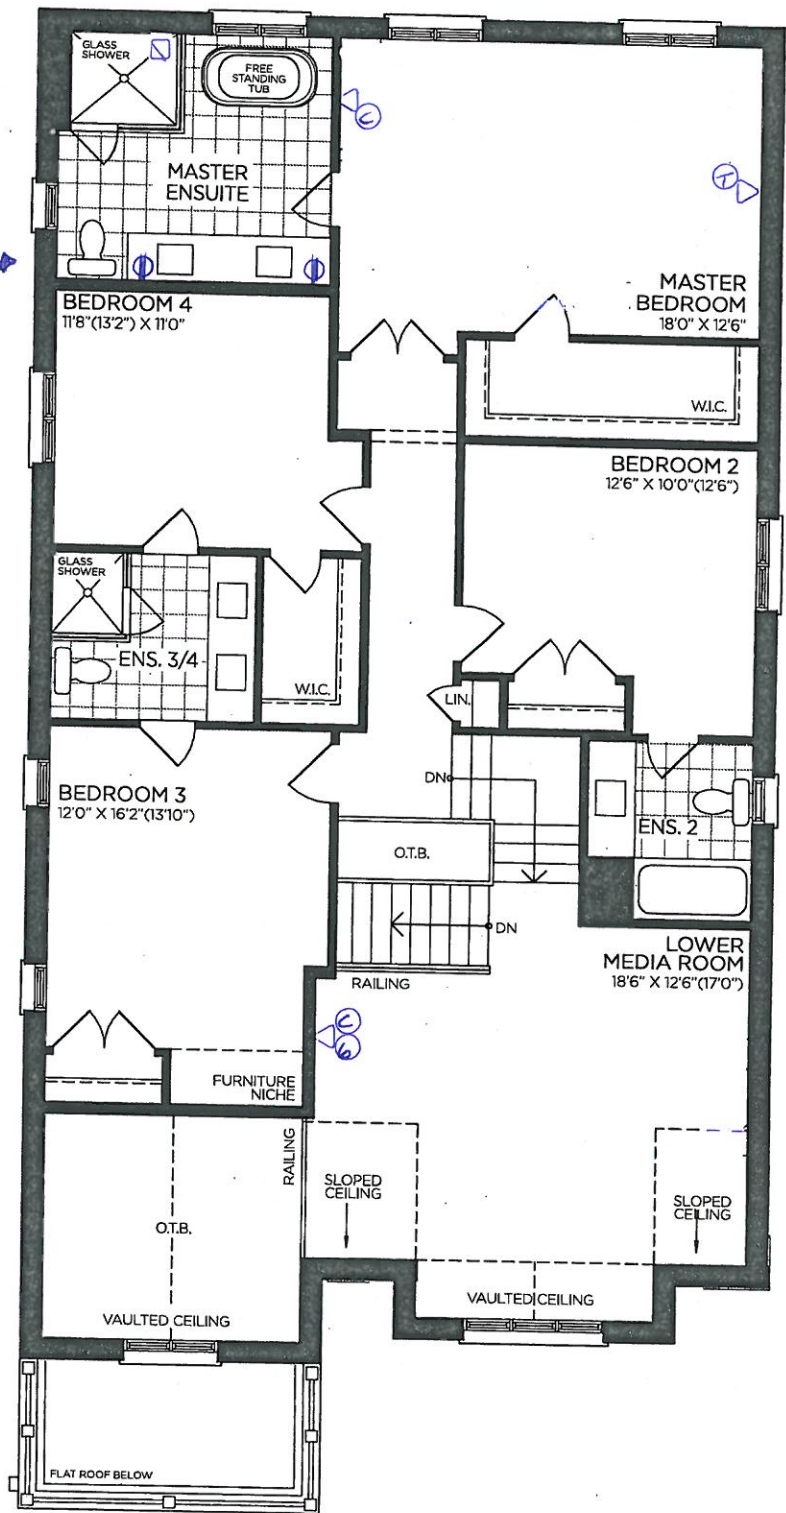 GLASS
SHOWER
FREE
STANDING
TUB
C
T
MASTER
ENSUITE
MASTER
BEDROOM
18'0" X 12'6"
BEDROOM 4
11'8"(13'2") X 11'0"
W.I.C.
BEDROOM 2
12'6" X 10'0"(12'6")
GLASS
SHOWER
ENS. 3/4
W.I.C.
LIN.
BEDROOM 3
12'0" X 16'2"(13'10")
DN
ENS. 2
O.T.B.
DN
RAILING
LOWER
MEDIA ROOM
18'6" X 12'6"(17'0")
C
6
FURNITURE
NICHE
RAILING
SLOPED
CEILING
SLOPED
CEILING
O.T.B.
VAULTED CEILING
VAULTED CEILING
FLAT ROOF BELOW